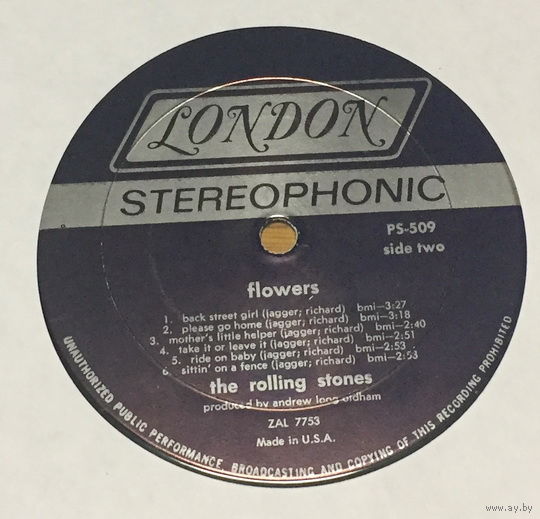 LONDON
STEREOPHONIC
PS-509
side two
flowers
1. back street girl (jagger; richard) bmi-3:27
2. please go home (jagger; richard) bmi-3:18
3. mother's little helper (jagger; richard) bmi-2:40
4. take it or leave it (jagger; richard) bmi-2:51
5. ride on baby (jagger; richard) bmi-2:53
6. sittin' on a fence (jagger; richard) bmi-2:53
the rolling stones
produced by andrew loog oldham
ZAL 7753
Made in U.S.A.
UNAUTHORIZED PUBLIC PERFORMANCE, BROADCASTING AND COPYING OF THIS RECORDING PROHIBITED
www.ay.by